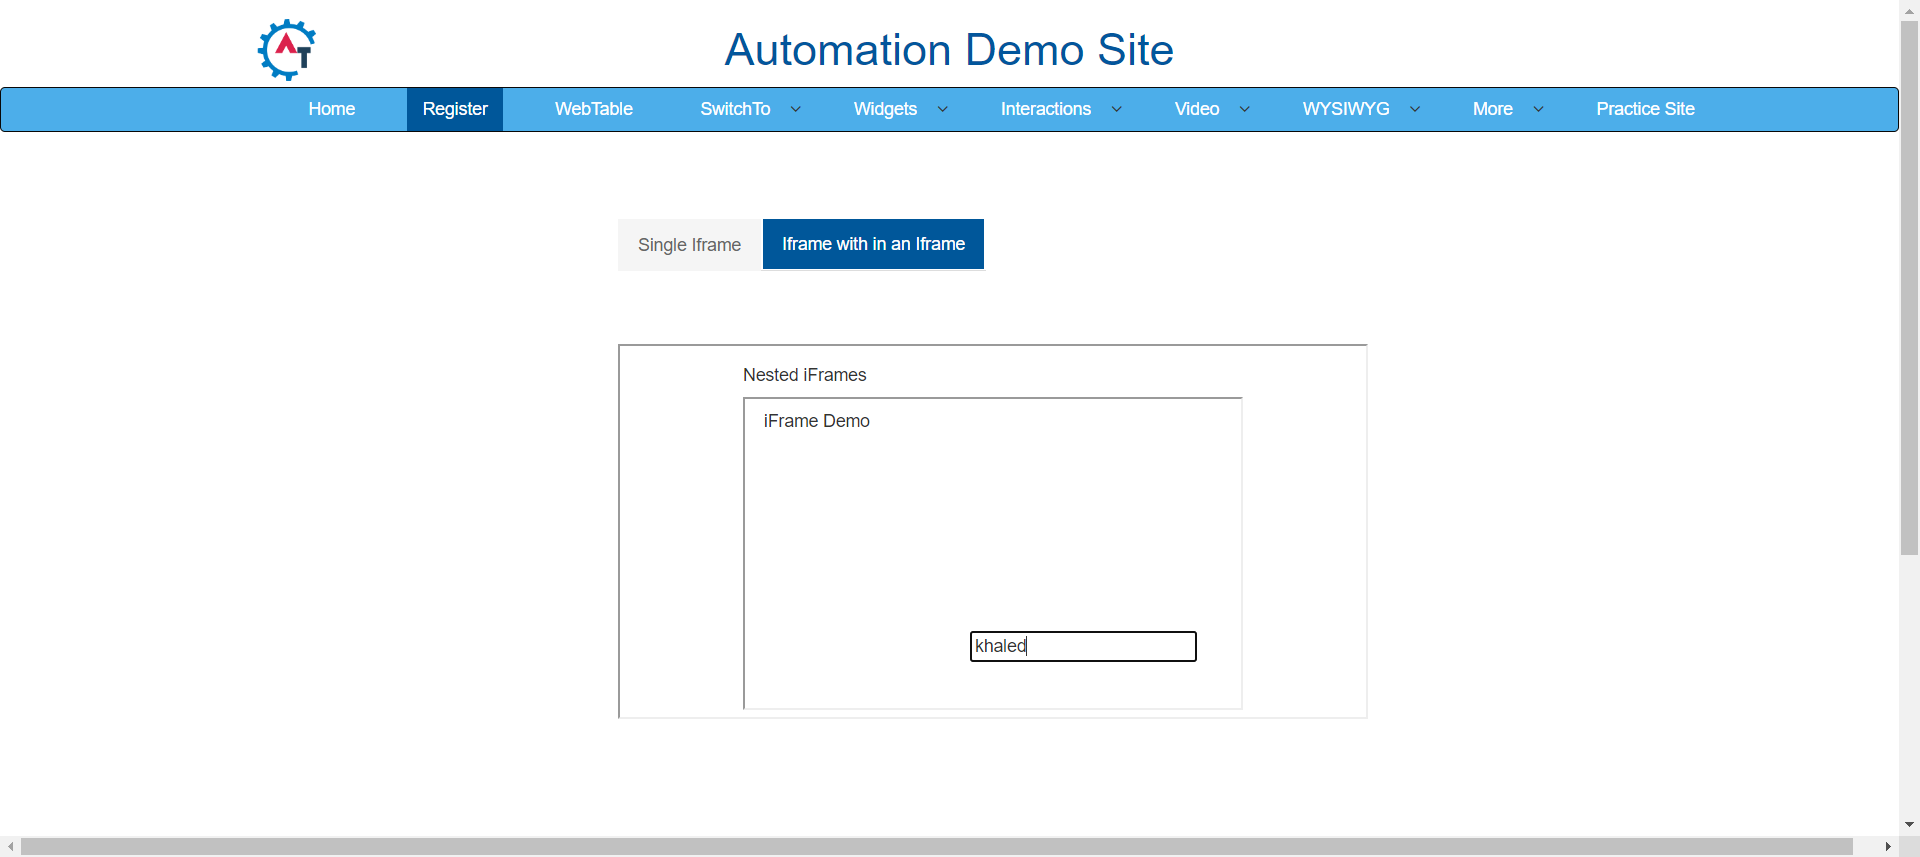 AT
Automation Demo Site
Home Register WebTable SwitchTo Widgets Interactions Video WYSIWYG More Practice Site
Single Iframe Iframe with in an Iframe
Nested iFrames
iFrame Demo
khaled